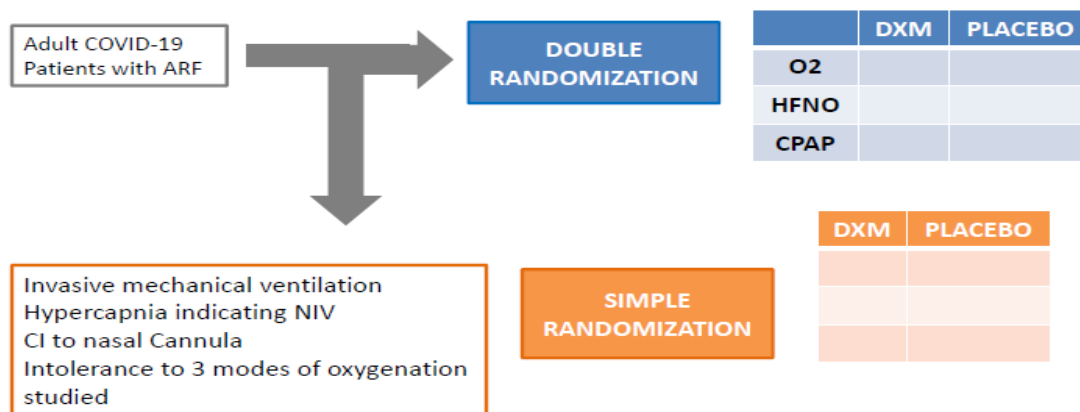 Adult COVID-19
Patients with ARF
DOUBLE
RANDOMIZATION
DXM PLACEBO
O2
HFNO
CPAP
Invasive mechanical ventilation
Hypercapnia indicating NIV
CI to nasal Cannula
Intolerance to 3 modes of oxygenation
studied
SIMPLE
RANDOMIZATION
DXM PLACEBO